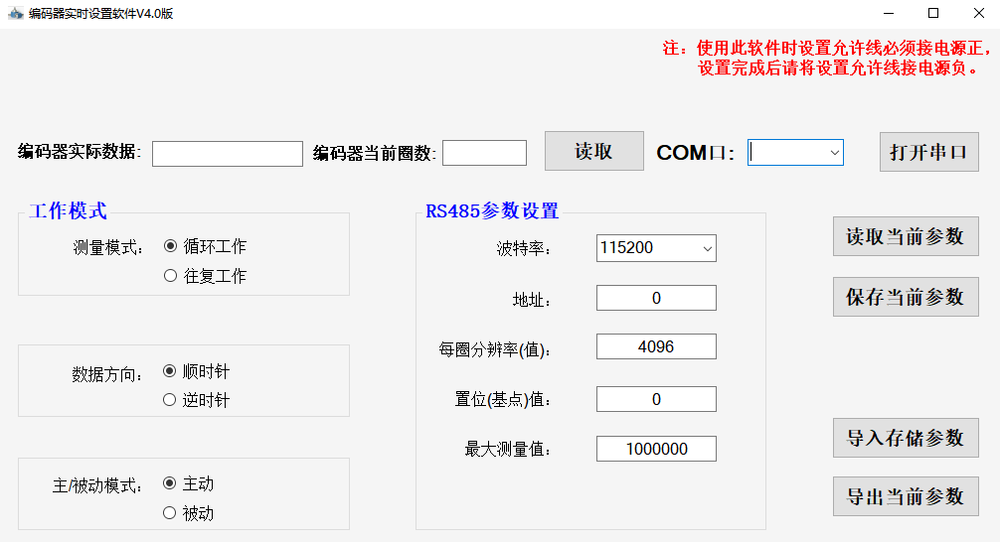 编码器实时设置软件V4.0版
注：使用此软件时设置允许线必须接电源正，
设置完成后请将设置允许线接电源负。
编码器实际数据:
编码器当前圈数:
读取
COM口:
打开串口
工作模式
测量模式：
循环工作
往复工作
数据方向：
顺时针
逆时针
主/被动模式：
主动
被动
RS485参数设置
波特率：
115200
地址：
0
每圈分辨率(值)：
4096
置位(基点)值：
0
最大测量值：
1000000
读取当前参数
保存当前参数
导入存储参数
导出当前参数